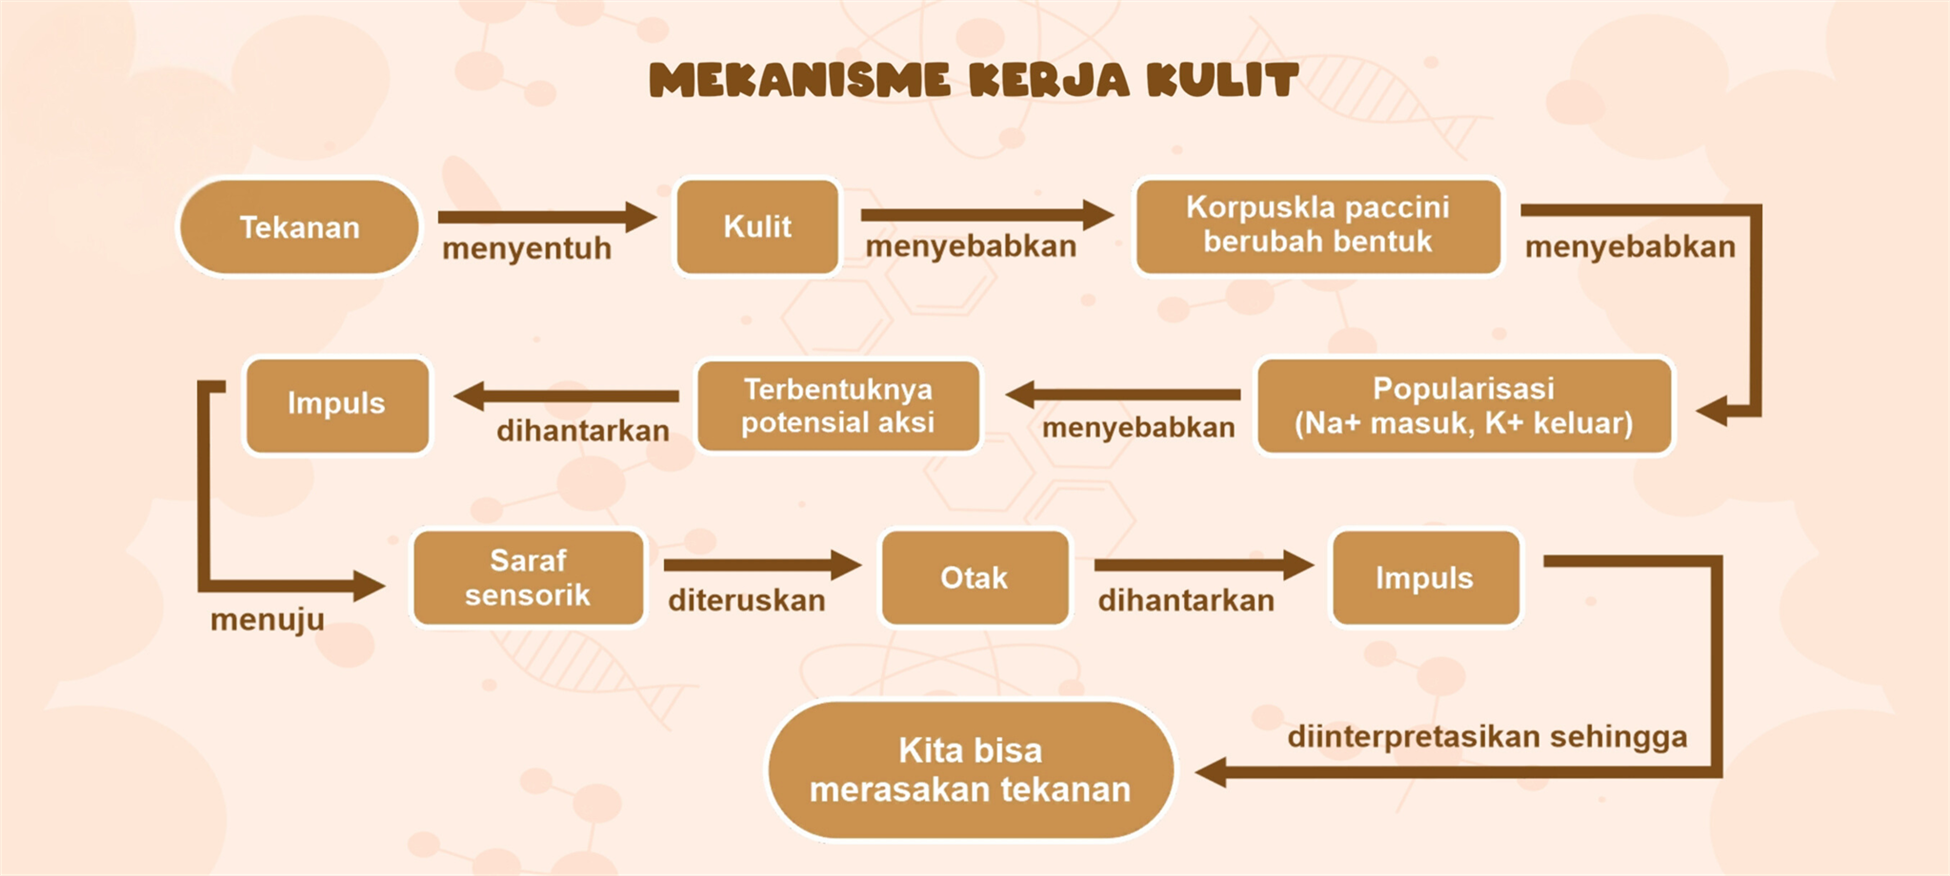 MEKANISME KERJA KULIT
Tekanan
menyentuh
Kulit
menyebabkan
Korpuskla paccini
berubah bentuk
menyebabkan
Popularisasi
(Na+ masuk, K+ keluar)
menyebabkan
Terbentuknya
potensial aksi
dihantarkan
Impuls
menuju
Saraf
sensorik
diteruskan
Otak
dihantarkan
Impuls
diinterpretasikan sehingga
Kita bisa
merasakan tekanan